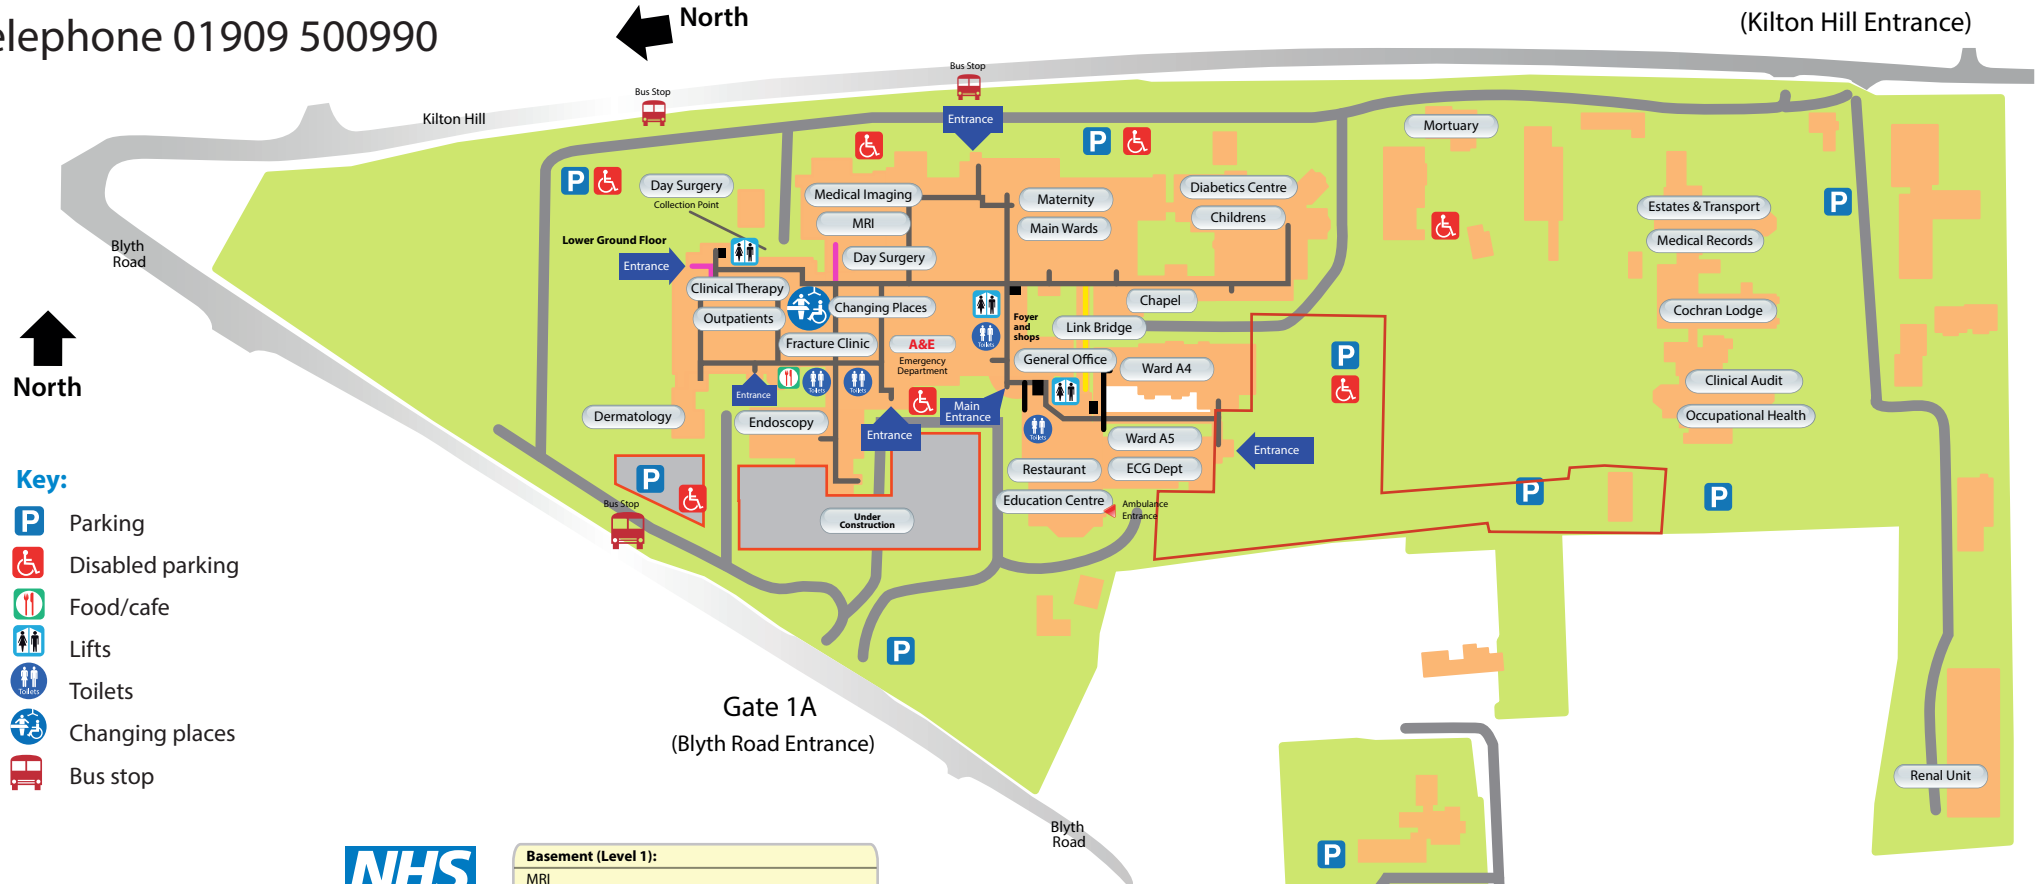 elephone 01909 500990
North
(Kilton Hill Entrance)
Bus Stop
Bus Stop
Kilton Hill
Entrance
Mortuary
P
P
P
Day Surgery
Collection Point
Medical Imaging
MRI
Day Surgery
Maternity
Main Wards
Diabetics Centre
Childrens
Estates & Transport
Medical Records
Blyth
Road
Lower Ground Floor
Entrance
Clinical Therapy
Outpatients
Changing Places
Fracture Clinic
A&E
Emergency
Department
Toilets
Foyer
and
shops
Chapel
Link Bridge
General Office
Ward A4
P
Cochran Lodge
Clinical Audit
Occupational Health
North
Entrance
Toilets
Toilets
Dermatology
Endoscopy
Entrance
Main
Entrance
Toilets
Ward A5
Entrance
Restaurant
ECG Dept
Education Centre
Ambulance
Entrance
P
Bus Stop
Under
Construction
P
P
P
Key:
P Parking
Disabled parking
Food/cafe
Lifts
Toilets Toilets
Changing places
Bus stop
Gate 1A
(Blyth Road Entrance)
Renal Unit
Blyth
Road
P
NHS
Basement (Level 1):
MRI